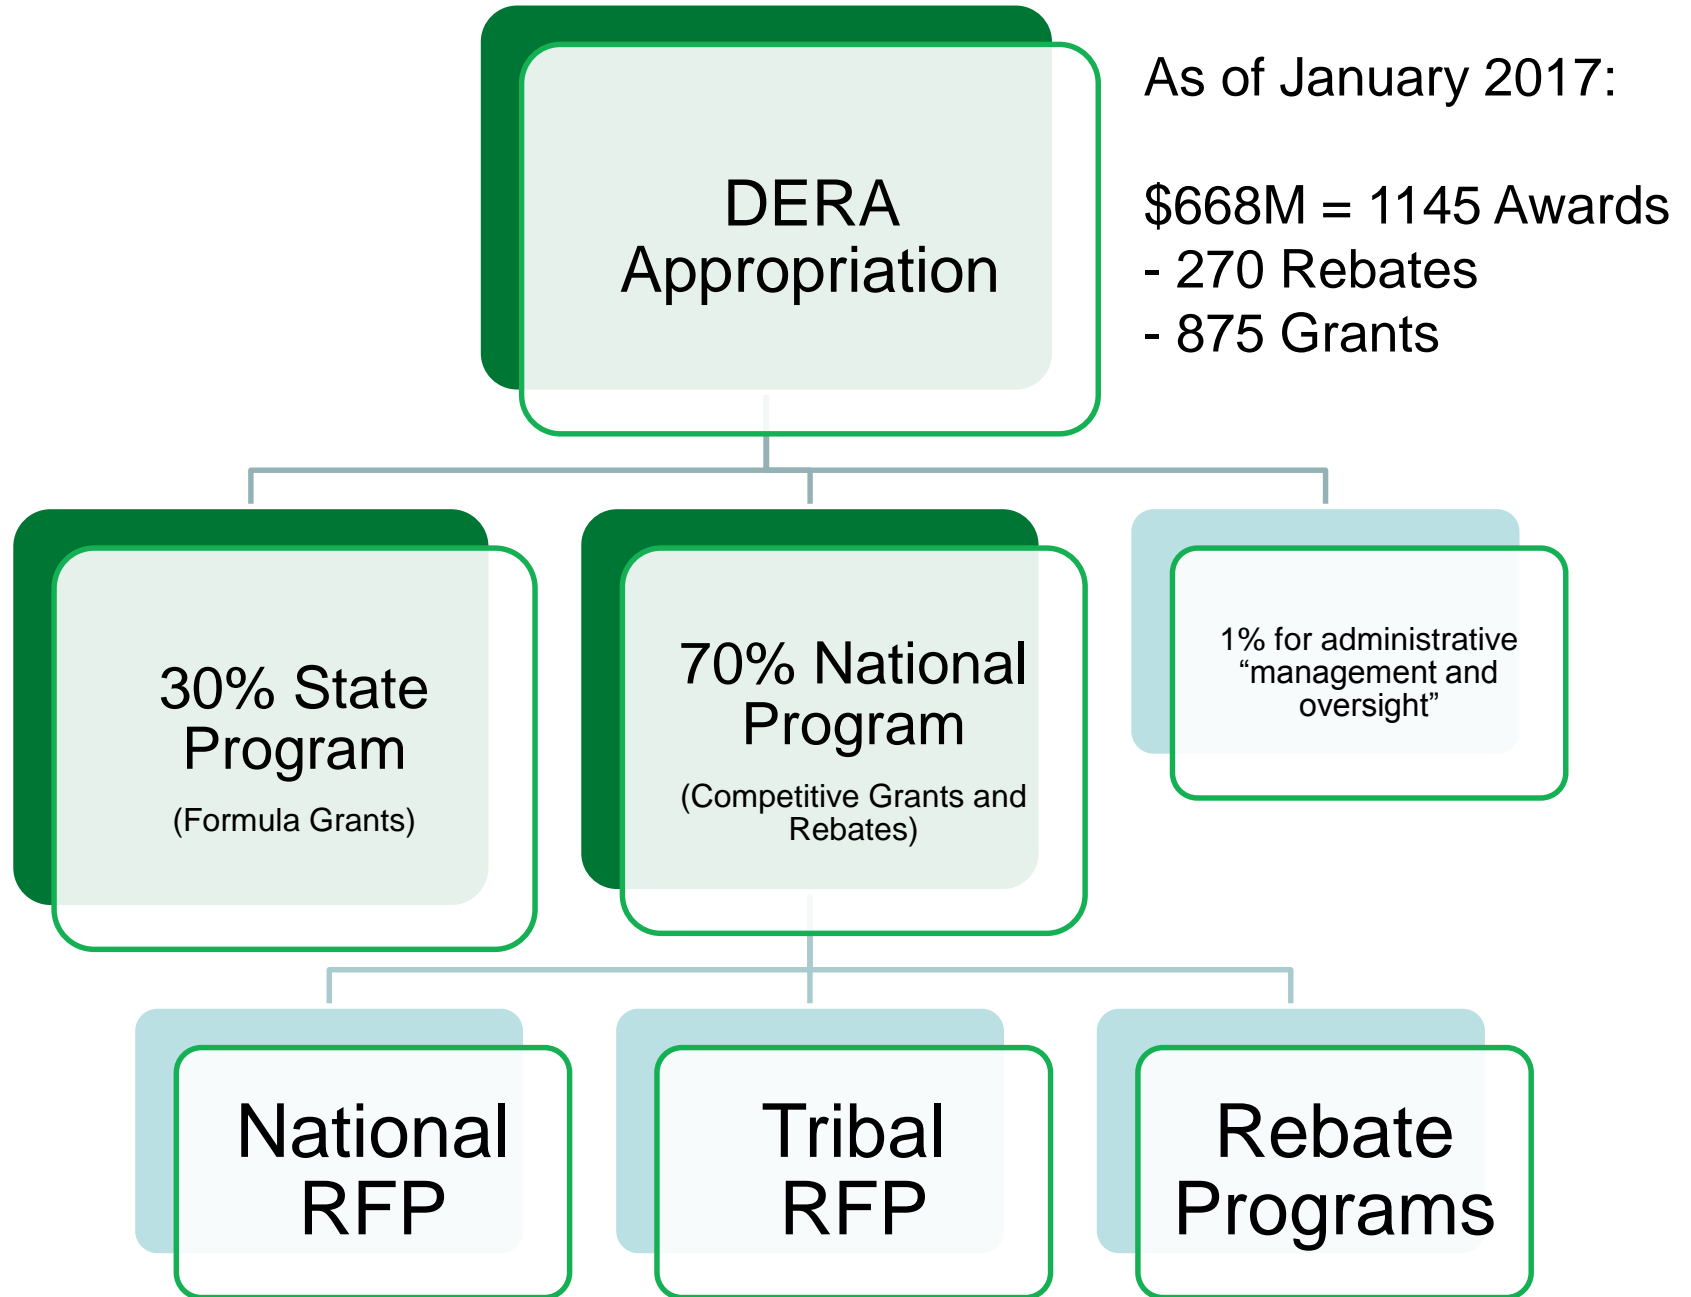 DERA
Appropriation
As of January 2017:
$668M = 1145 Awards
- 270 Rebates
- 875 Grants
30% State
Program
(Formula Grants)
70% National
Program
(Competitive Grants and
Rebates)
1% for administrative
“management and
oversight”
National
RFP
Tribal
RFP
Rebate
Programs